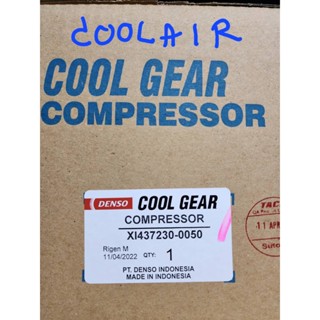 COOLAIR
COOL GEAR
COMPRESSOR
DENSO COOL GEAR
COMPRESSOR
XI437230-0050
Rigen M
11/04/2022 QTY: 1
PT. DENSO INDONESIA
MADE IN INDONESIA
TAC
11 APR